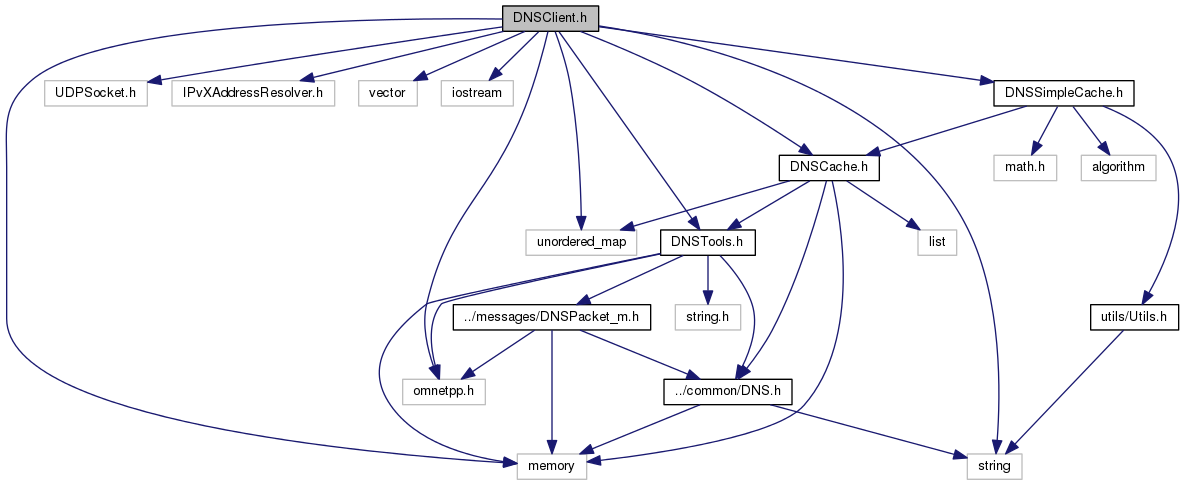 DNSClient.h
UDPSocket.h
IPvXAddressResolver.h
vector
iostream
DNSSimpleCache.h
DNSCache.h
math.h
algorithm
unordered_map
DNSTools.h
list
../messages/DNSPacket_m.h
string.h
utils/Utils.h
omnetpp.h
../common/DNS.h
memory
string